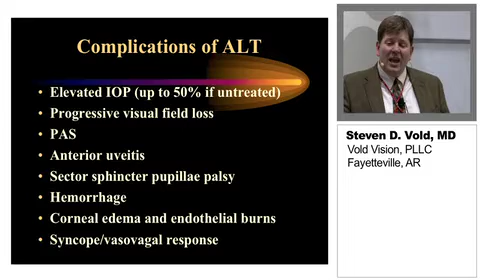 Complications of ALT
• Elevated IOP (up to 50% if untreated)
• Progressive visual field loss
• PAS
• Anterior uveitis
• Sector sphincter pupillae palsy
• Hemorrhage
• Corneal edema and endothelial burns
• Syncope/vasovagal response
Steven D. Vold, MD
Vold Vision, PLLC
Fayetteville, AR